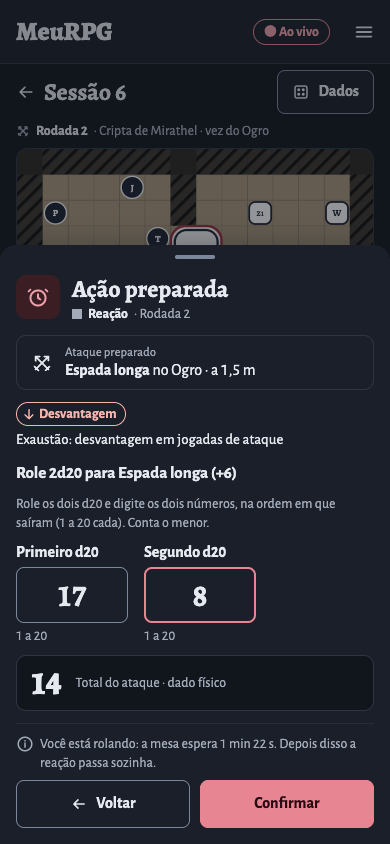 MeuRPG
Ao vivo
Sessão 6
Dados
Rodada 2 · Cripta de Mirathel · vez do Ogro
J
P
Z1
W
T
Ação preparada
Reação · Rodada 2
Ataque preparado
Espada longa no Ogro · a 1,5 m
Desvantagem
Exaustão: desvantagem em jogadas de ataque
Role 2d20 para Espada longa (+6)
Role os dois d20 e digite os dois números, na ordem em que
saíram (1 a 20 cada). Conta o menor.
Primeiro d20
Segundo d20
17
8
1 a 20
1 a 20
14 Total do ataque · dado físico
Você está rolando: a mesa espera 1 min 22 s. Depois disso a
reação passa sozinha.
Voltar
Confirmar